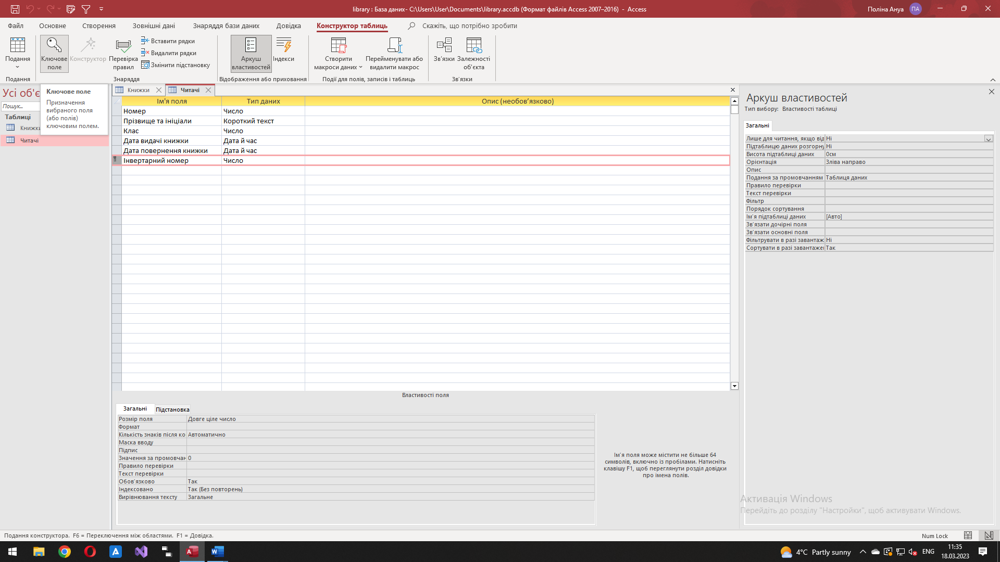 library : База даних- C:\Users\User\Documents\library.accdb (Формат файлів Access 2007–2016) - Access
Поліна Ануа
ПА
Файл
Основне
Створення
Зовнішні дані
Знаряддя бази даних
Довідка
Конструктор таблиць
Скажіть, що потрібно зробити
Подання
Ключове поле
Конструктор
Перевірка правил
Вставити рядки
Видалити рядки
Змінити підстановку
Аркуш властивостей
Індекси
Створити макроси даних
Перейменувати або видалити макрос
Зв'язки
Залежності об'єкта
Подання
Знаряддя
Відображення або приховання
Події для полів, записів і таблиць
Зв'язки
Усі об'є
Пошук...
Таблиці
Книжки
Читачі
Ключове поле
Призначення
вибраного поля
(або полів)
ключовим полем.
Книжки
Читачі
Ім'я поля
Тип даних
Опис (необов'язково)
Номер
Число
Прізвище та ініціали
Короткий текст
Клас
Число
Дата видачі книжки
Дата й час
Дата повернення книжки
Дата й час
Інвертарний номер
Число
Властивості поля
Загальні
Підстановка
Розмір поля
Довге ціле число
Формат
Кількість знаків після ко
Автоматично
Маска вводу
Підпис
Значення за промовчан
0
Правило перевірки
Текст перевірки
Обов'язково
Так
Індексовано
Так (Без повторень)
Вирівнювання тексту
Загальне
Ім'я поля може містити не більше 64
символів, включно із пробілами. Натисніть
клавішу F1, щоб переглянути розділ довідки
про імена полів.
Аркуш властивостей
Тип вибору: Властивості таблиці
Загальні
Лише для читання, якщо від
Ні
Підтаблицю даних розгорну
Ні
Висота підтаблиці даних
0см
Орієнтація
Зліва направо
Опис
Подання за промовчанням
Таблиця даних
Правило перевірки
Текст перевірки
Фільтр
Порядок сортування
Ім'я підтаблиці даних
[Авто]
Зв'язати дочірні поля
Зв'язати основні поля
Фільтрувати в разі завантаж
Ні
Сортувати в разі завантаже
Так
Активація Windows
Перейдіть до розділу "Настройки", щоб активувати Windows.
Подання конструктора. F6 = Переключення між областями. F1 = Довідка.
Num Lock
4°C Partly sunny
ENG
11:35
18.03.2023